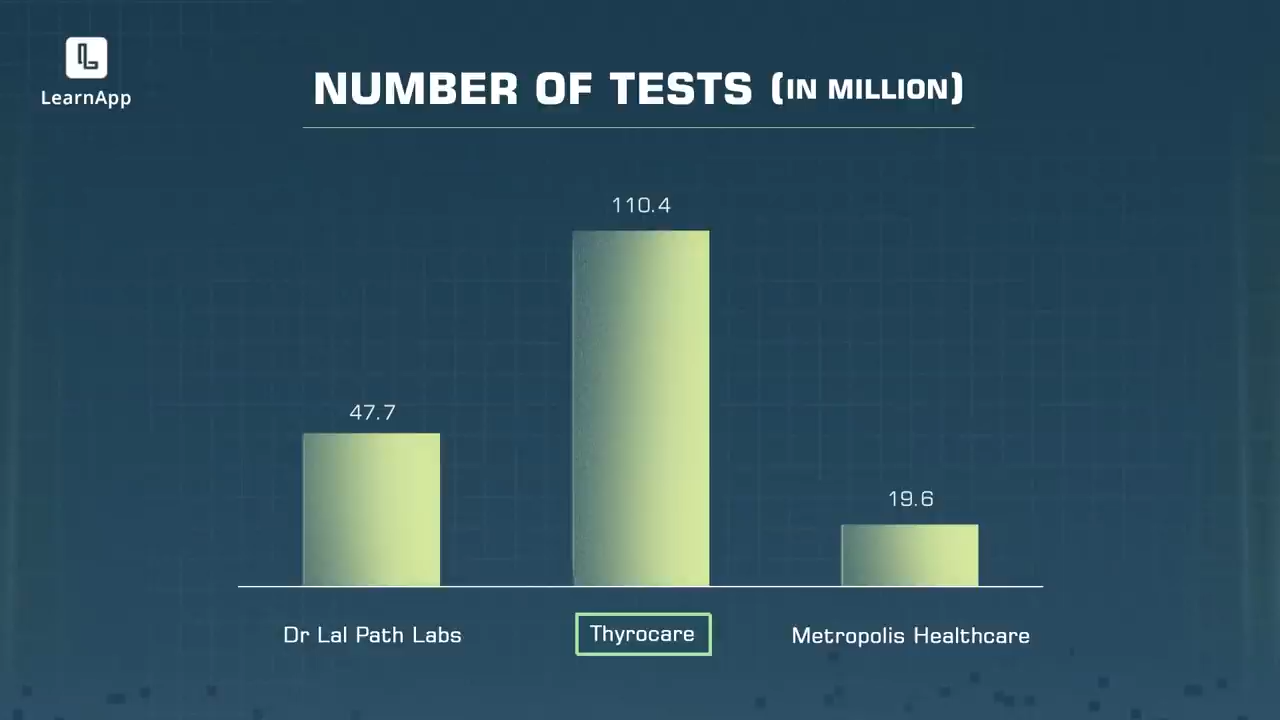 LearnApp
NUMBER OF TESTS (IN MILLION)
110.4
47.7
19.6
Dr Lal Path Labs
Thyrocare
Metropolis Healthcare